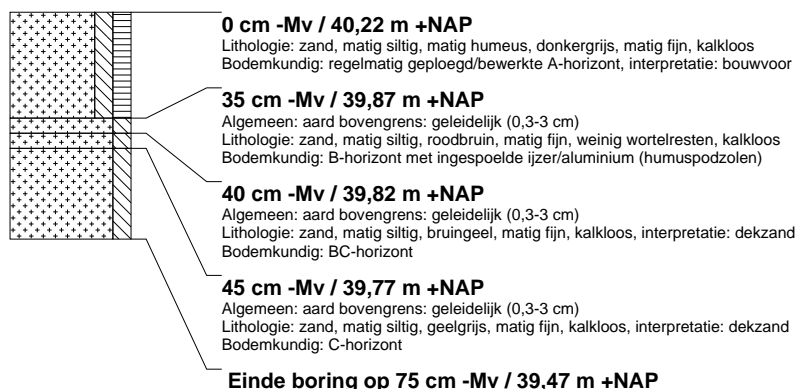 0 cm -Mv / 40,22 m +NAP
Lithologie: zand, matig siltig, matig humeus, donkergrijs, matig fijn, kalkloos
Bodemkundig: regelmatig geploegd/bewerkte A-horizont, interpretatie: bouwvoor
35 cm -Mv / 39,87 m +NAP
Algemeen: aard bovengrens: geleidelijk (0,3-3 cm)
Lithologie: zand, matig siltig, roodbruin, matig fijn, weinig wortelresten, kalkloos
Bodemkundig: B-horizont met ingespoelde ijzer/aluminium (humuspodzolen)
40 cm -Mv / 39,82 m +NAP
Algemeen: aard bovengrens: geleidelijk (0,3-3 cm)
Lithologie: zand, matig siltig, bruingeel, matig fijn, kalkloos, interpretatie: dekzand
Bodemkundig: BC-horizont
45 cm -Mv / 39,77 m +NAP
Algemeen: aard bovengrens: geleidelijk (0,3-3 cm)
Lithologie: zand, matig siltig, geelgrijs, matig fijn, kalkloos, interpretatie: dekzand
Bodemkundig: C-horizont
Einde boring op 75 cm -Mv / 39,47 m +NAP